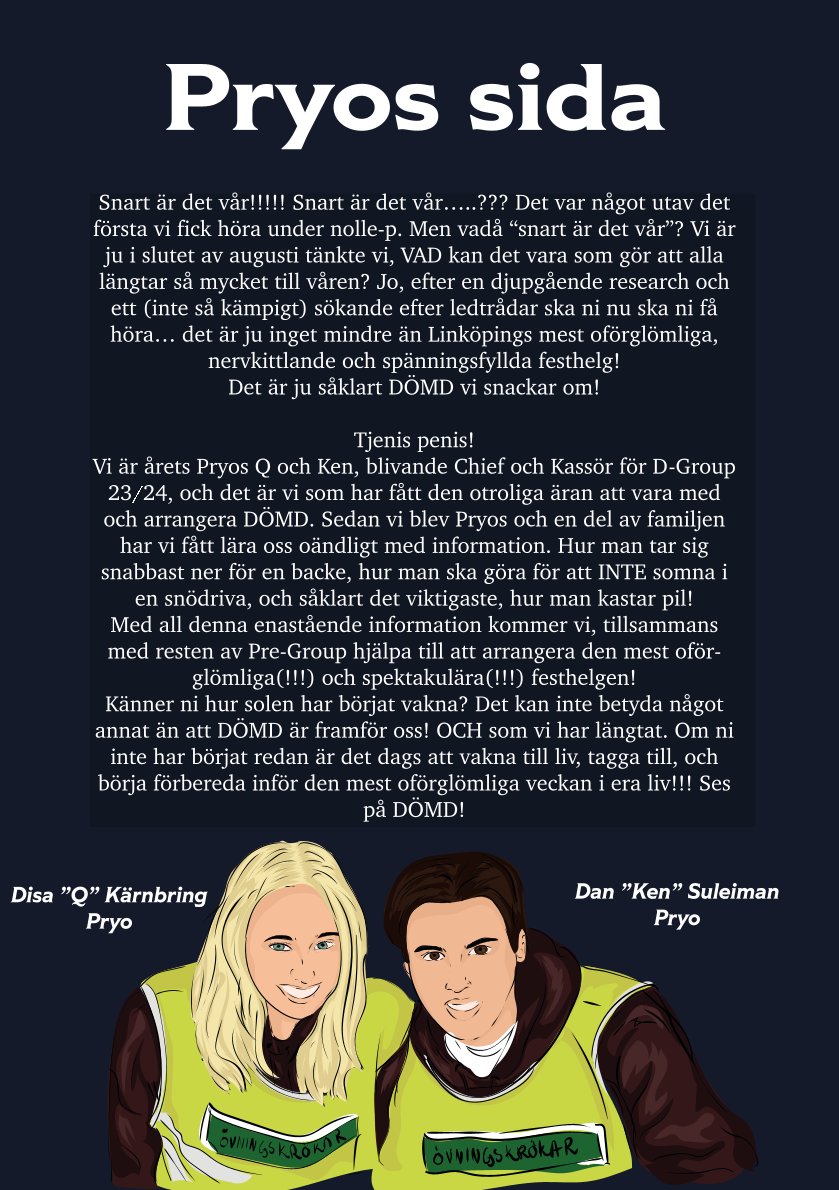 Pryos sida
Snart är det vår!!!!! Snart är det vår…..??? Det var något utav det
första vi fick höra under nolle-p. Men vadå “snart är det vår”? Vi är
ju i slutet av augusti tänkte vi, VAD kan det vara som gör att alla
längtar så mycket till våren? Jo, efter en djupgående research och
ett (inte så kämpigt) sökande efter ledtrådar ska ni nu ska ni få
höra… det är ju inget mindre än Linköpings mest oförglömliga,
nervkittlande och spänningsfyllda festhelg!
Det är ju såklart DÖMD vi snackar om!
Tjenis penis!
Vi är årets Pryos Q och Ken, blivande Chief och Kassör för D-Group
23/24, och det är vi som har fått den otroliga äran att vara med
och arrangera DÖMD. Sedan vi blev Pryos och en del av familjen
har vi fått lära oss oändligt med information. Hur man tar sig
snabbast ner för en backe, hur man ska göra för att INTE somna i
en snödriva, och såklart det viktigaste, hur man kastar pil!
Med all denna enastående information kommer vi, tillsammans
med resten av Pre-Group hjälpa till att arrangera den mest oför-
glömliga(!!!) och spektakulära(!!!) festhelgen!
Känner ni hur solen har börjat vakna? Det kan inte betyda något
annat än att DÖMD är framför oss! OCH som vi har längtat. Om ni
inte har börjat redan är det dags att vakna till liv, tagga till, och
börja förbereda inför den mest oförglömliga veckan i era liv!!! Ses
på DÖMD!
Disa ”Q” Kärnbring
Pryo
Dan ”Ken” Suleiman
Pryo
ÖVNINGSKRÖKAR
ÖVNINGSKRÖKAR